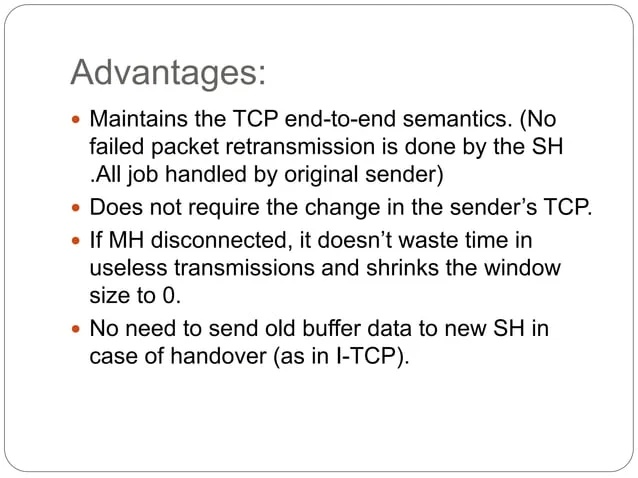 Advantages:
Maintains the TCP end-to-end semantics. (No
failed packet retransmission is done by the SH
.All job handled by original sender)
Does not require the change in the sender’s TCP.
If MH disconnected, it doesn’t waste time in
useless transmissions and shrinks the window
size to 0.
No need to send old buffer data to new SH in
case of handover (as in I-TCP).